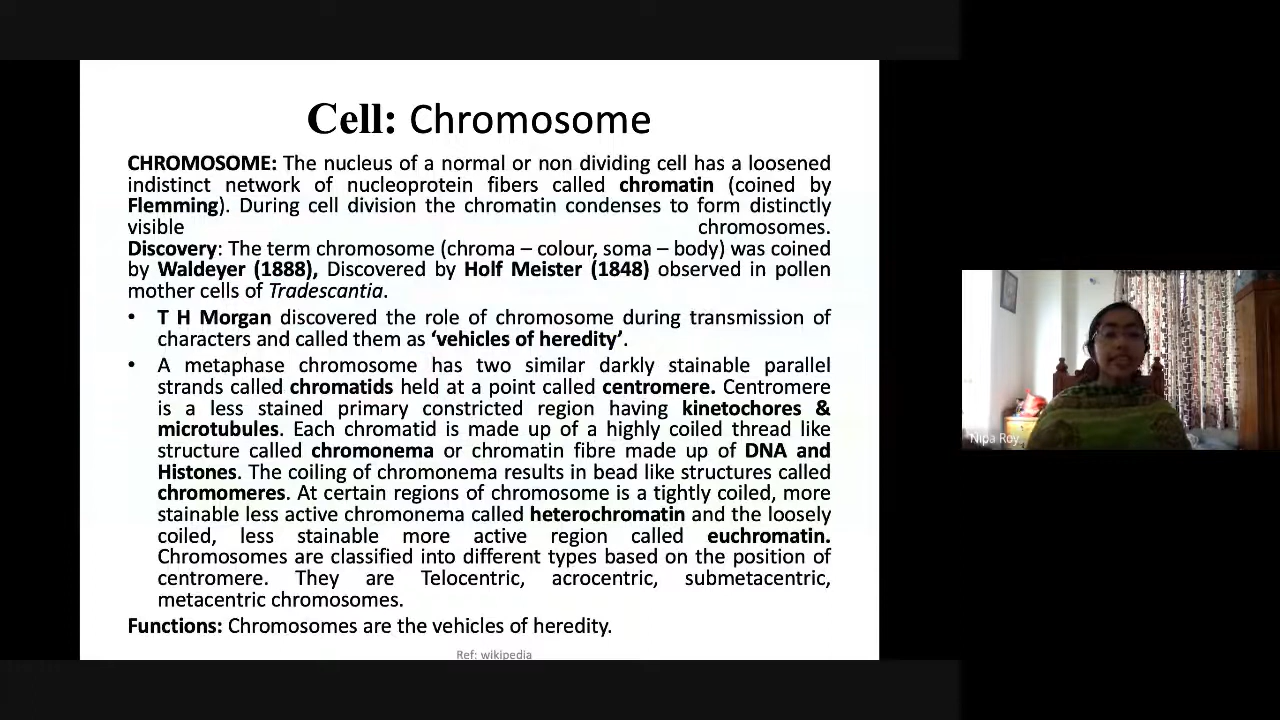 Cell: Chromosome
CHROMOSOME: The nucleus of a normal or non dividing cell has a loosened
indistinct network of nucleoprotein fibers called chromatin (coined by
Flemming). During cell division the chromatin condenses to form distinctly
visible chromosomes.
Discovery: The term chromosome (chroma – colour, soma – body) was coined
by Waldeyer (1888), Discovered by Holf Meister (1848) observed in pollen
mother cells of Tradescantia.
• T H Morgan discovered the role of chromosome during transmission of
characters and called them as ‘vehicles of heredity’.
• A metaphase chromosome has two similar darkly stainable parallel
strands called chromatids held at a point called centromere. Centromere
is a less stained primary constricted region having kinetochores &
microtubules. Each chromatid is made up of a highly coiled thread like
structure called chromonema or chromatin fibre made up of DNA and
Histones. The coiling of chromonema results in bead like structures called
chromomeres. At certain regions of chromosome is a tightly coiled, more
stainable less active chromonema called heterochromatin and the loosely
coiled, less stainable more active region called euchromatin.
Chromosomes are classified into different types based on the position of
centromere. They are Telocentric, acrocentric, submetacentric,
metacentric chromosomes.
Functions: Chromosomes are the vehicles of heredity.
Ref: wikipedia
Nipa Roy